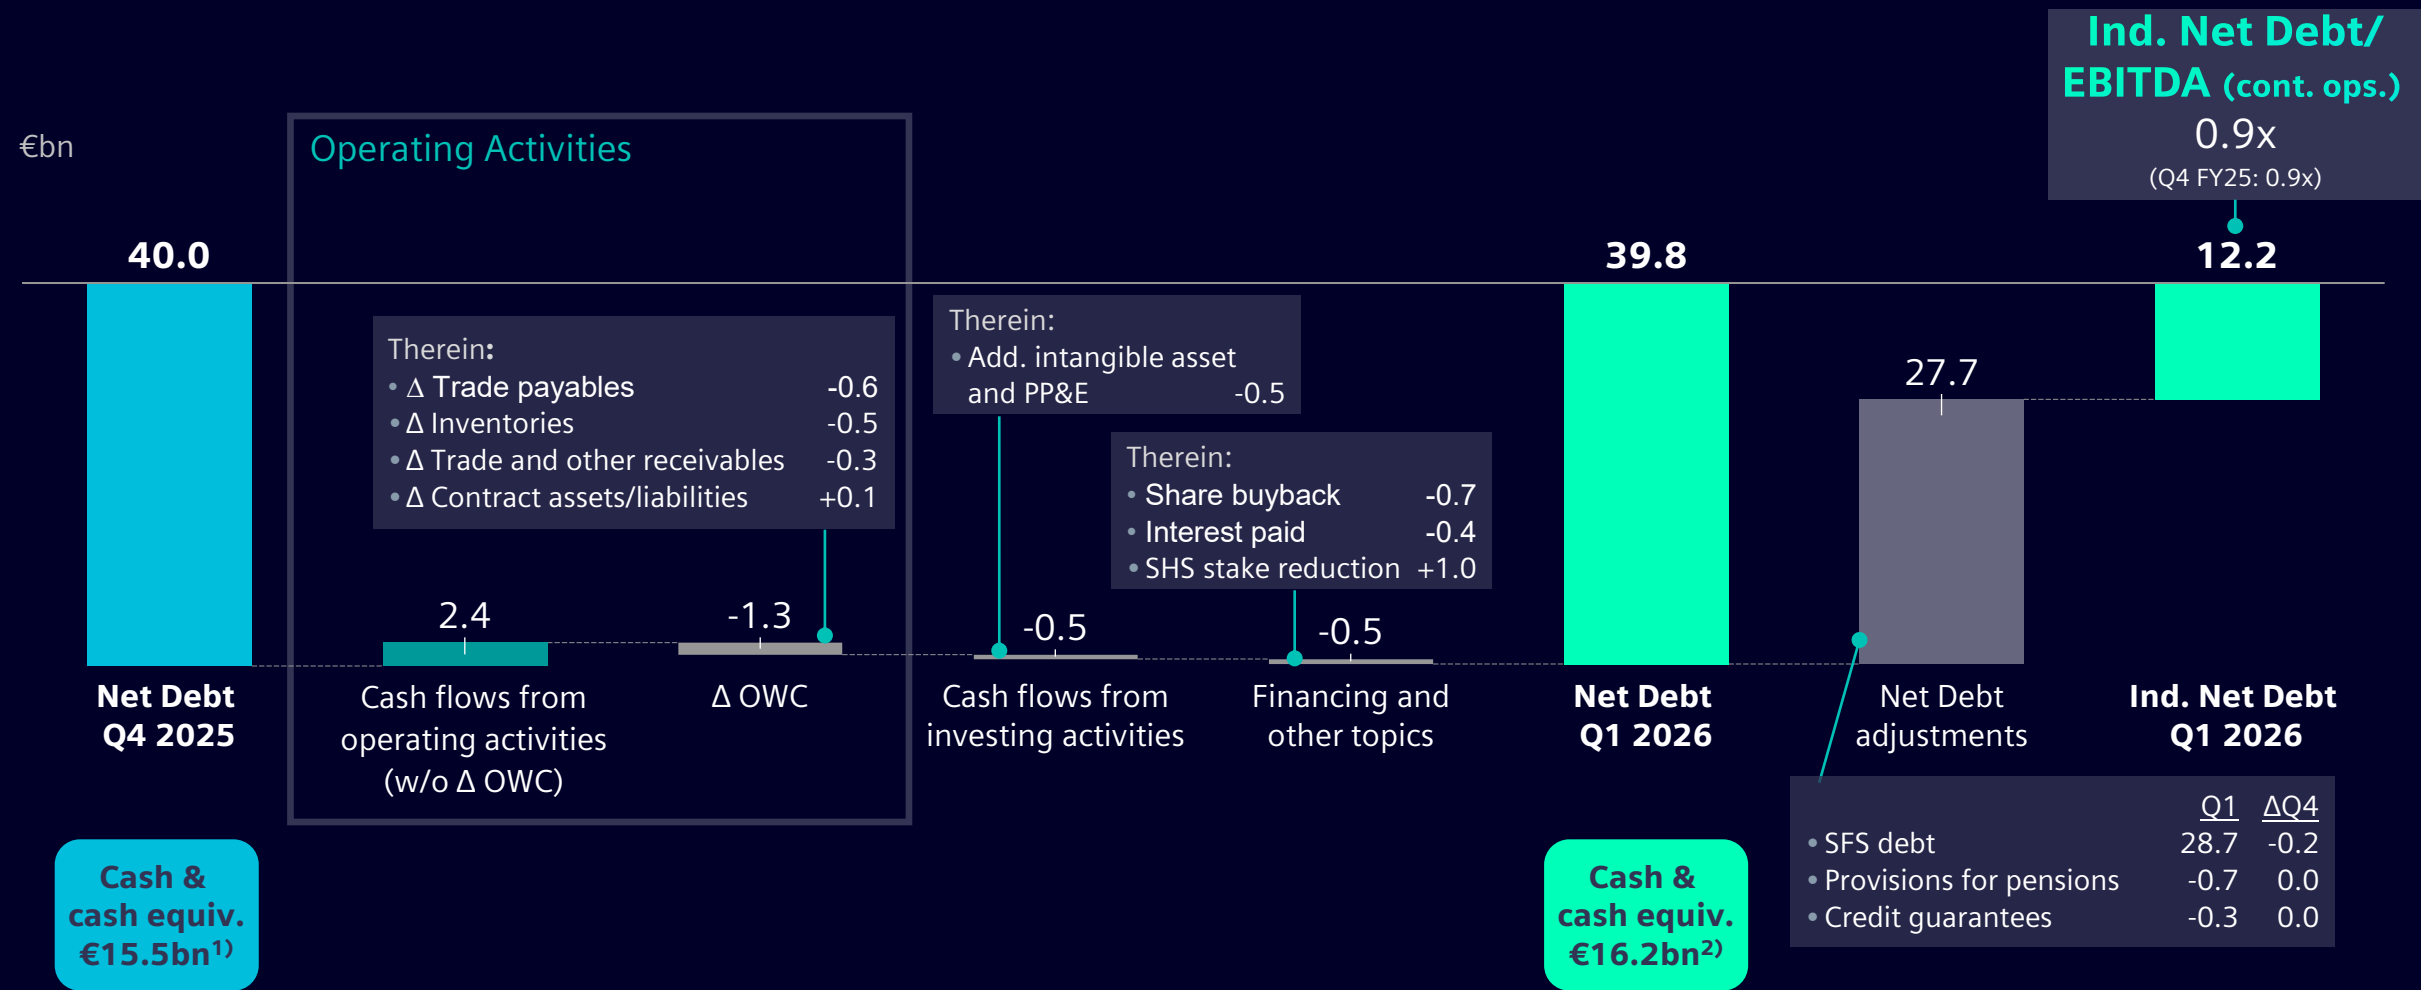 Ind. Net Debt/
EBITDA (cont. ops.)
0.9x
(Q4 FY25: 0.9x)
€bn
Operating Activities
40.0
39.8
12.2
Therein:
• Δ Trade payables -0.6
• Δ Inventories -0.5
• Δ Trade and other receivables -0.3
• Δ Contract assets/liabilities +0.1
Therein:
• Add. intangible asset
and PP&E -0.5
Therein:
• Share buyback -0.7
• Interest paid -0.4
• SHS stake reduction +1.0
27.7
2.4
-1.3
-0.5
-0.5
Net Debt
Q4 2025
Cash flows from
operating activities
(w/o Δ OWC)
Δ OWC
Cash flows from
investing activities
Financing and
other topics
Net Debt
Q1 2026
Net Debt
adjustments
Ind. Net Debt
Q1 2026
Q1 ΔQ4
• SFS debt 28.7 -0.2
• Provisions for pensions -0.7 0.0
• Credit guarantees -0.3 0.0
Cash &
cash equiv.
€15.5bn1)
Cash &
cash equiv.
€16.2bn2)